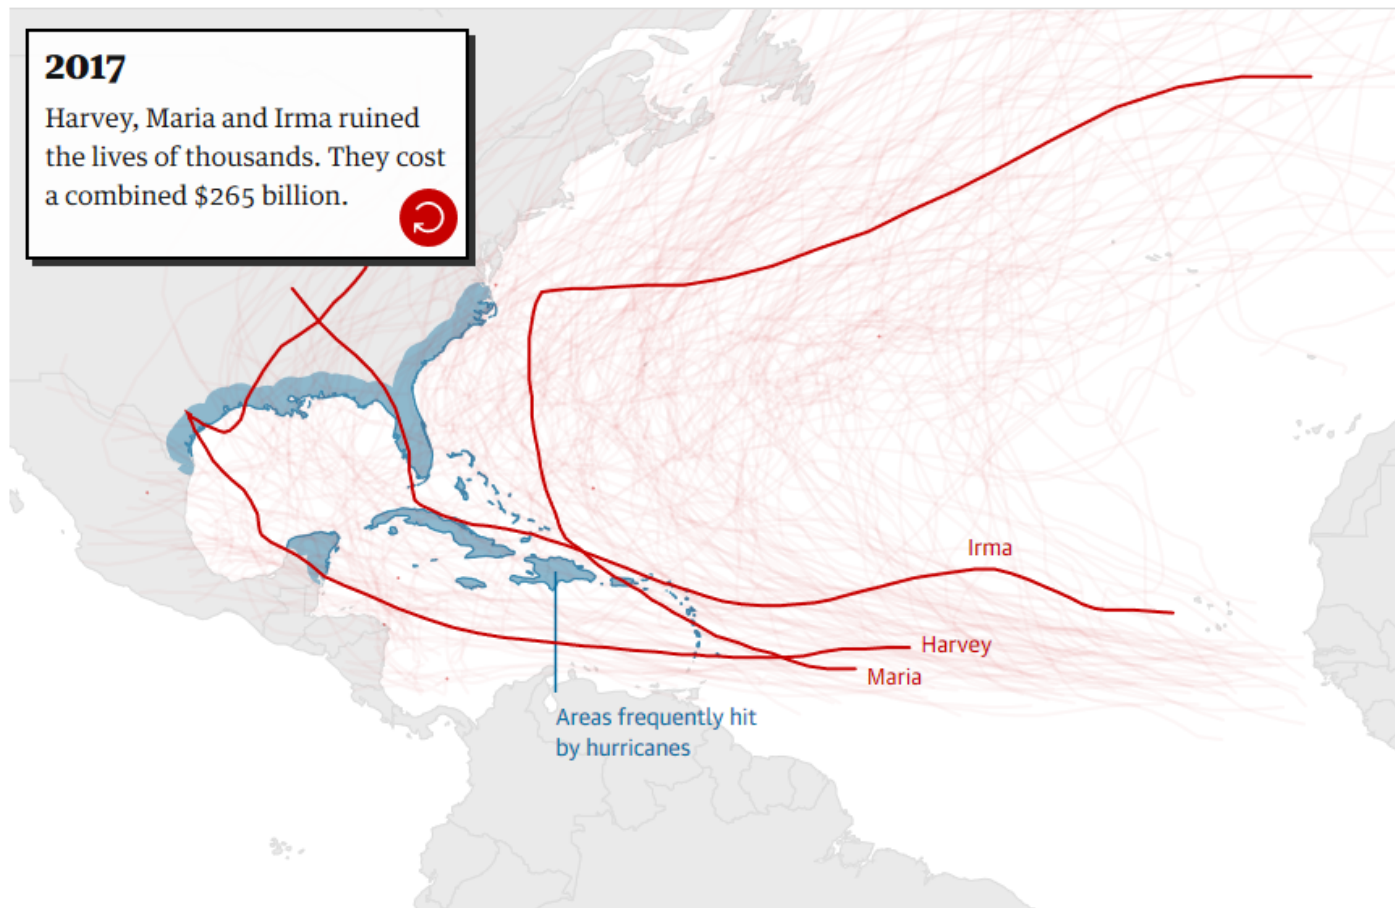 2017
Harvey, Maria and Irma ruined
the lives of thousands. They cost
a combined $265 billion.
Irma
Harvey
Maria
Areas frequently hit
by hurricanes